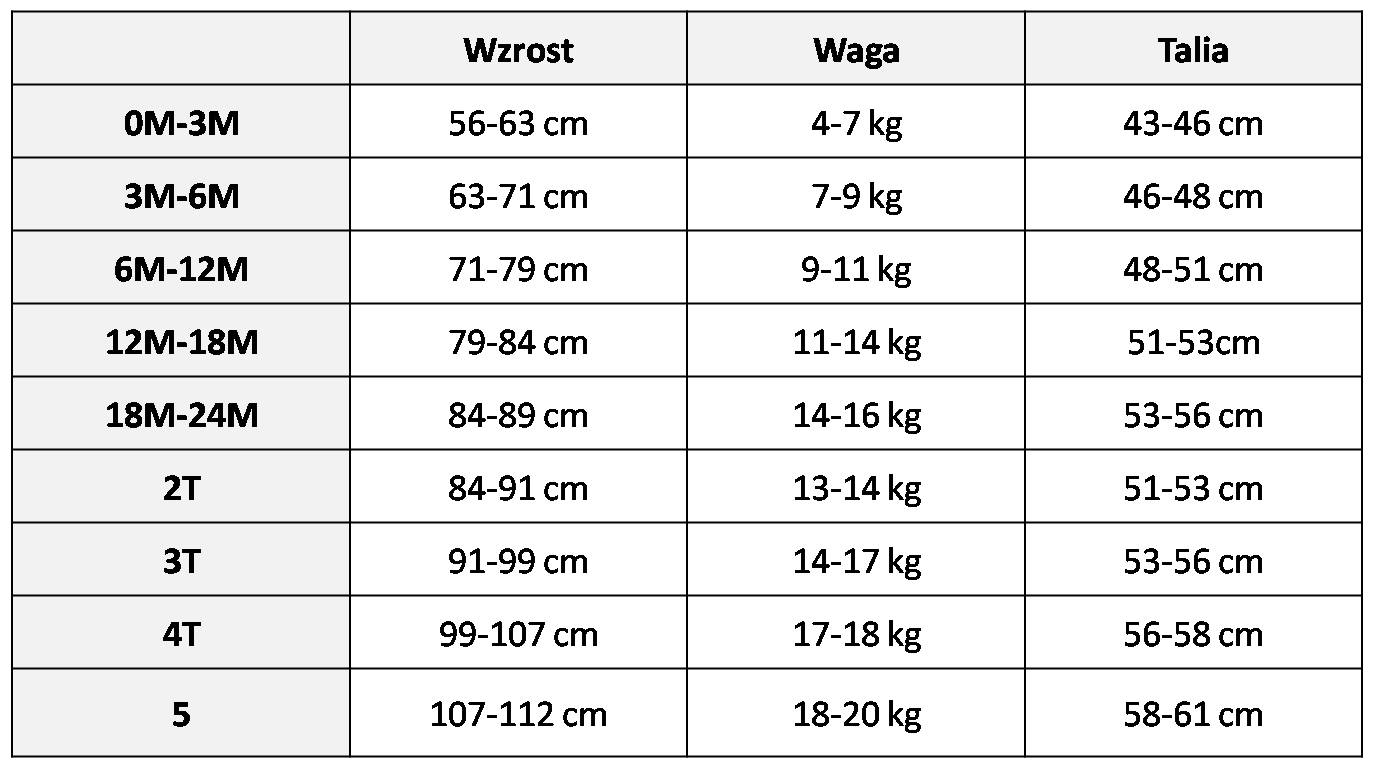 Wzrost Waga Talia
0M-3M 56-63 cm 4-7 kg 43-46 cm
3M-6M 63-71 cm 7-9 kg 46-48 cm
6M-12M 71-79 cm 9-11 kg 48-51 cm
12M-18M 79-84 cm 11-14 kg 51-53cm
18M-24M 84-89 cm 14-16 kg 53-56 cm
2T 84-91 cm 13-14 kg 51-53 cm
3T 91-99 cm 14-17 kg 53-56 cm
4T 99-107 cm 17-18 kg 56-58 cm
5 107-112 cm 18-20 kg 58-61 cm